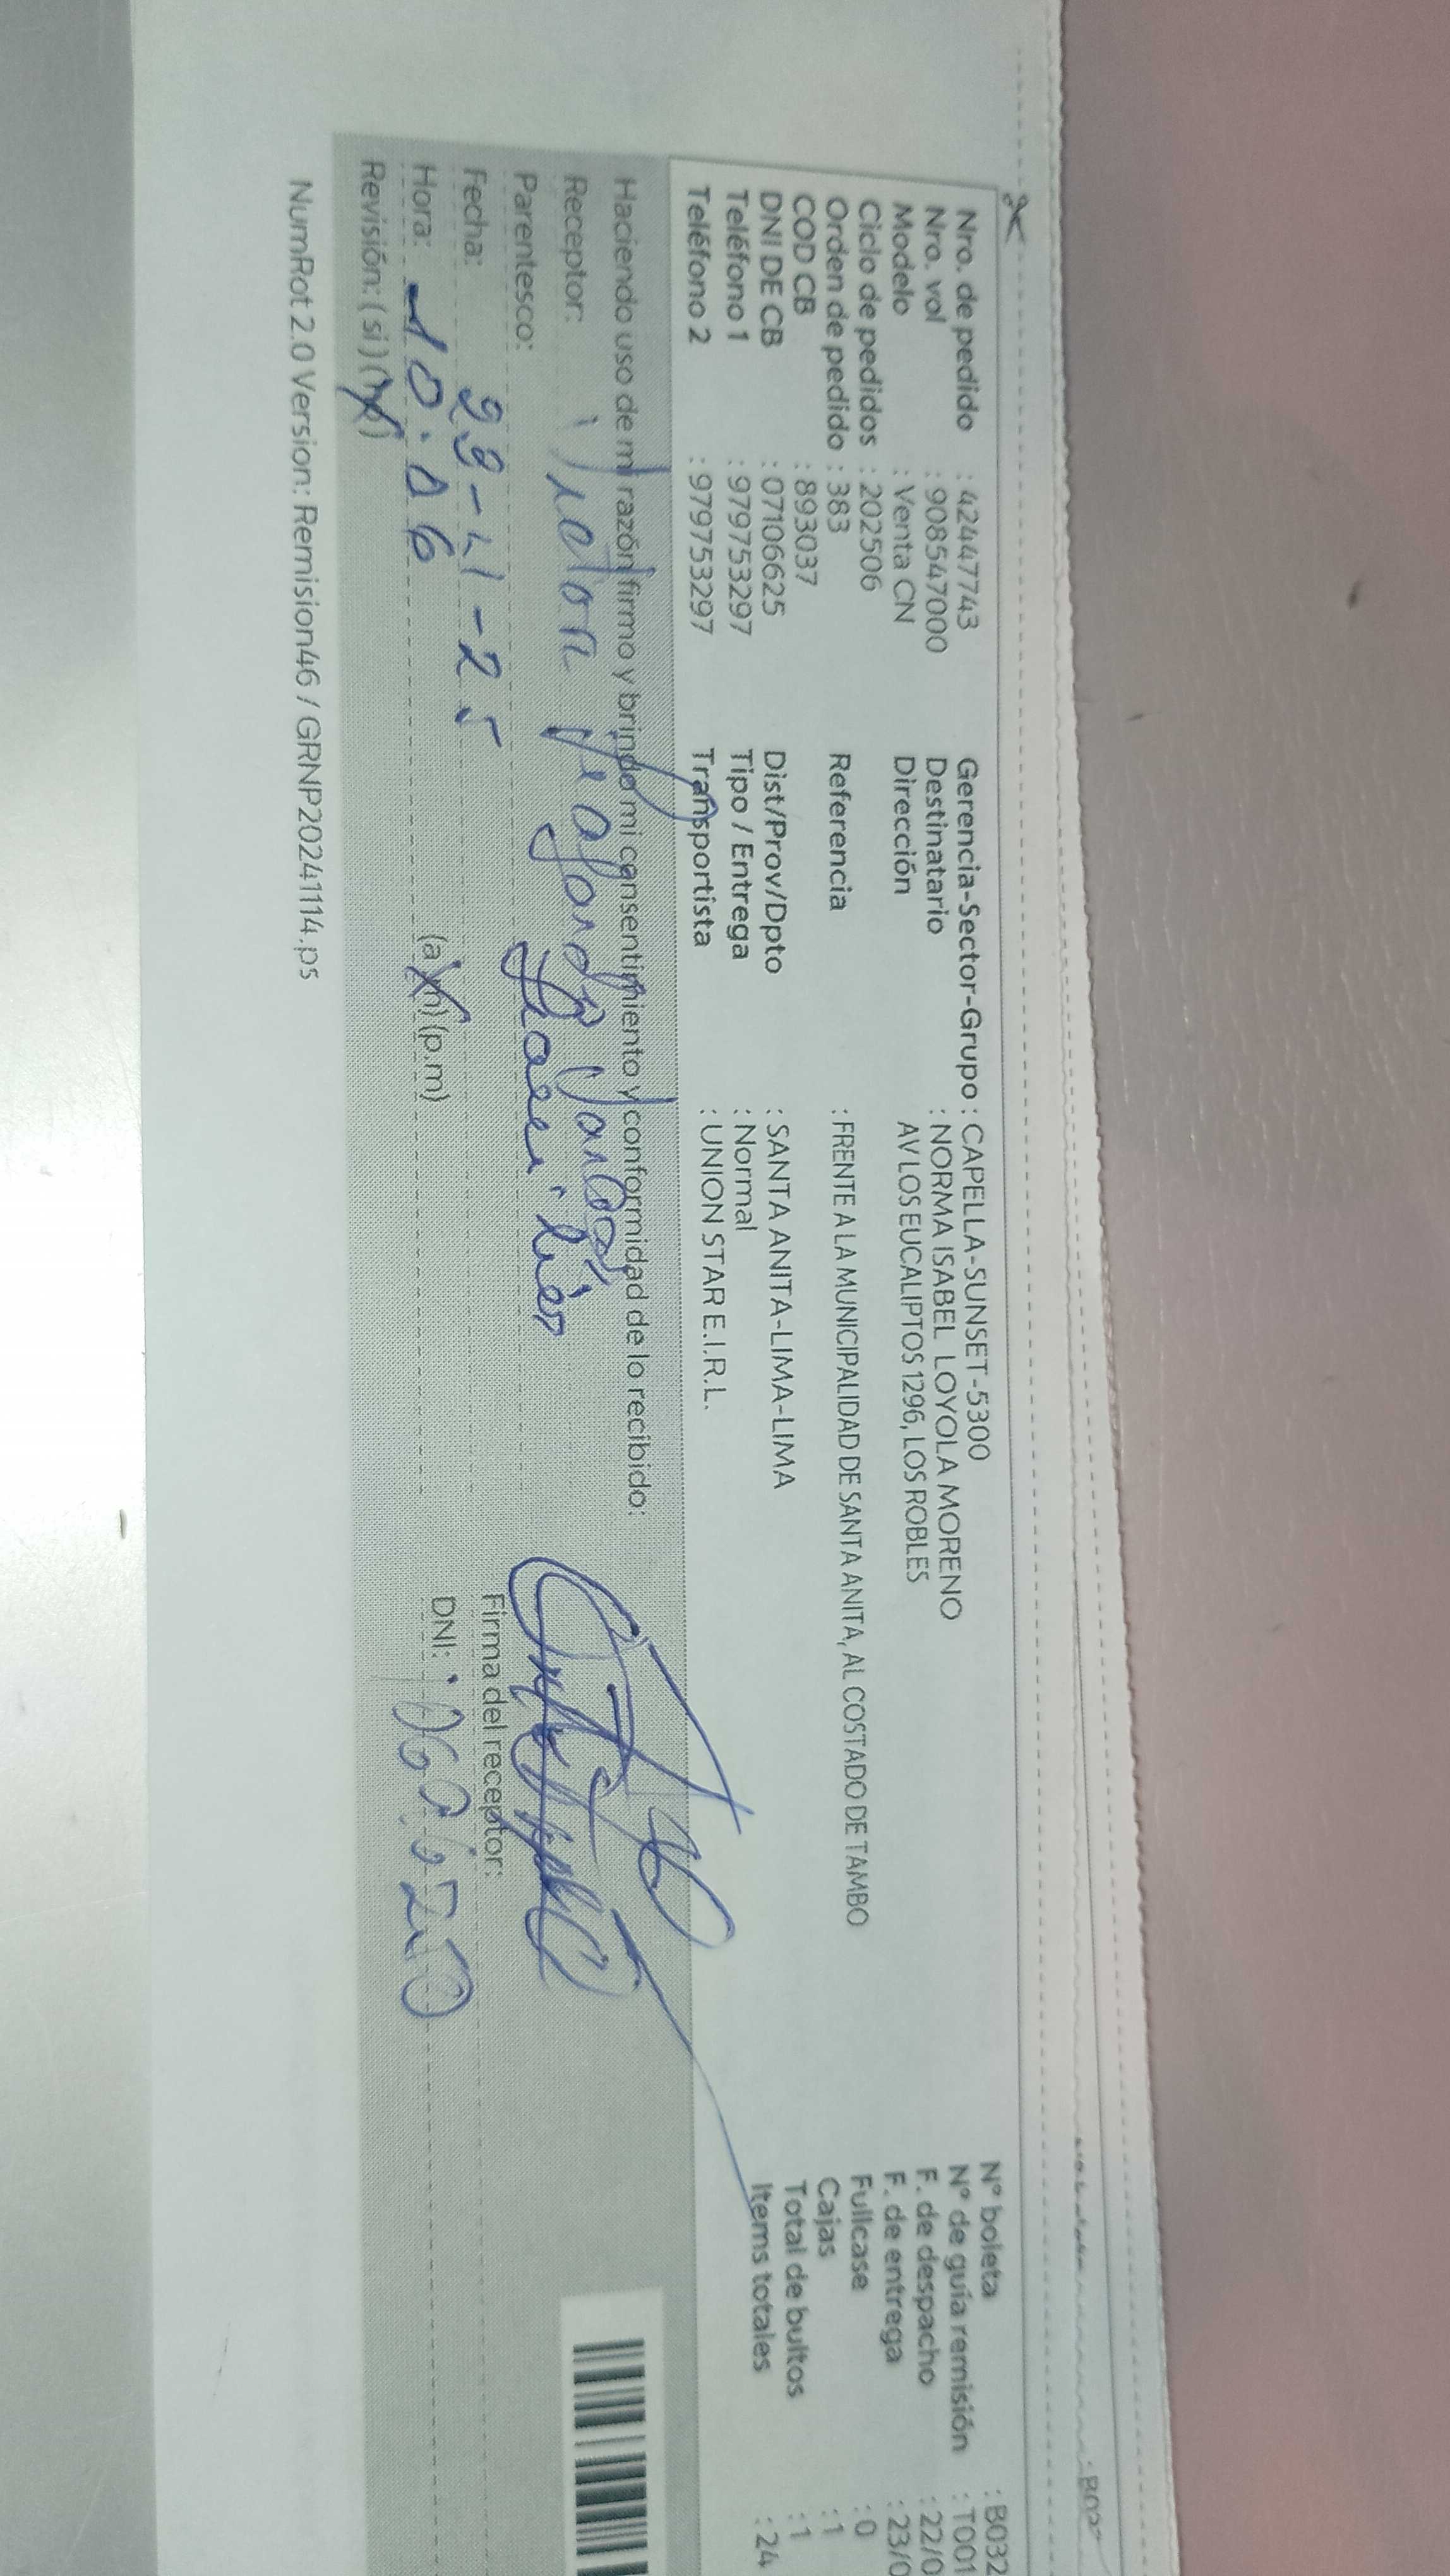 Nro. de pedido : 42447743
Nro. vol : 908547000
Modelo : Venta CN
Ciclo de pedidos : 202506
Orden de pedido : 383
COD CB : 893037
DNI DE CB : 07106625
Teléfono 1 : 979753297
Teléfono 2 : 979753297
Gerencia-Sector-Grupo : CAPELLA-SUNSET-5300
Destinatario : NORMA ISABEL LOYOLA MORENO
Dirección AV LOS EUCALIPTOS 1296, LOS ROBLES
Referencia : FRENTE A LA MUNICIPALIDAD DE SANTA ANITA, AL COSTADO DE TAMBO
Dist/Prov/Dpto : SANTA ANITA-LIMA-LIMA
Tipo / Entrega : Normal
Transportista : UNION STAR E.I.R.L.
N° boleta : B032
N° de guía remisión : T001
F. de despacho : 22/0
F. de entrega : 23/0
Fullcase : 0
Cajas : 1
Total de bultos : 1
Items totales : 24
Haciendo uso de mi razón firmo y brindo mi consentimiento y conformidad de lo recibido:
Receptor:
Parentesco:
Fecha:
Hora: (a.m) (p.m)
Revisión: (si) (no)
Firma del receptor:
DNI:
NumRot 2.0 Version: Remision46 / GRNP20241114.ps